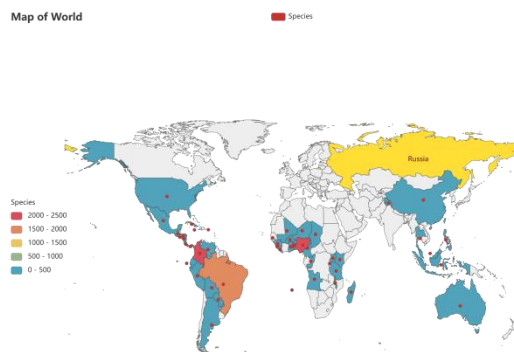 Map of World
Species
Russia
Species
2000 - 2500
1500 - 2000
1000 - 1500
500 - 1000
0 - 500